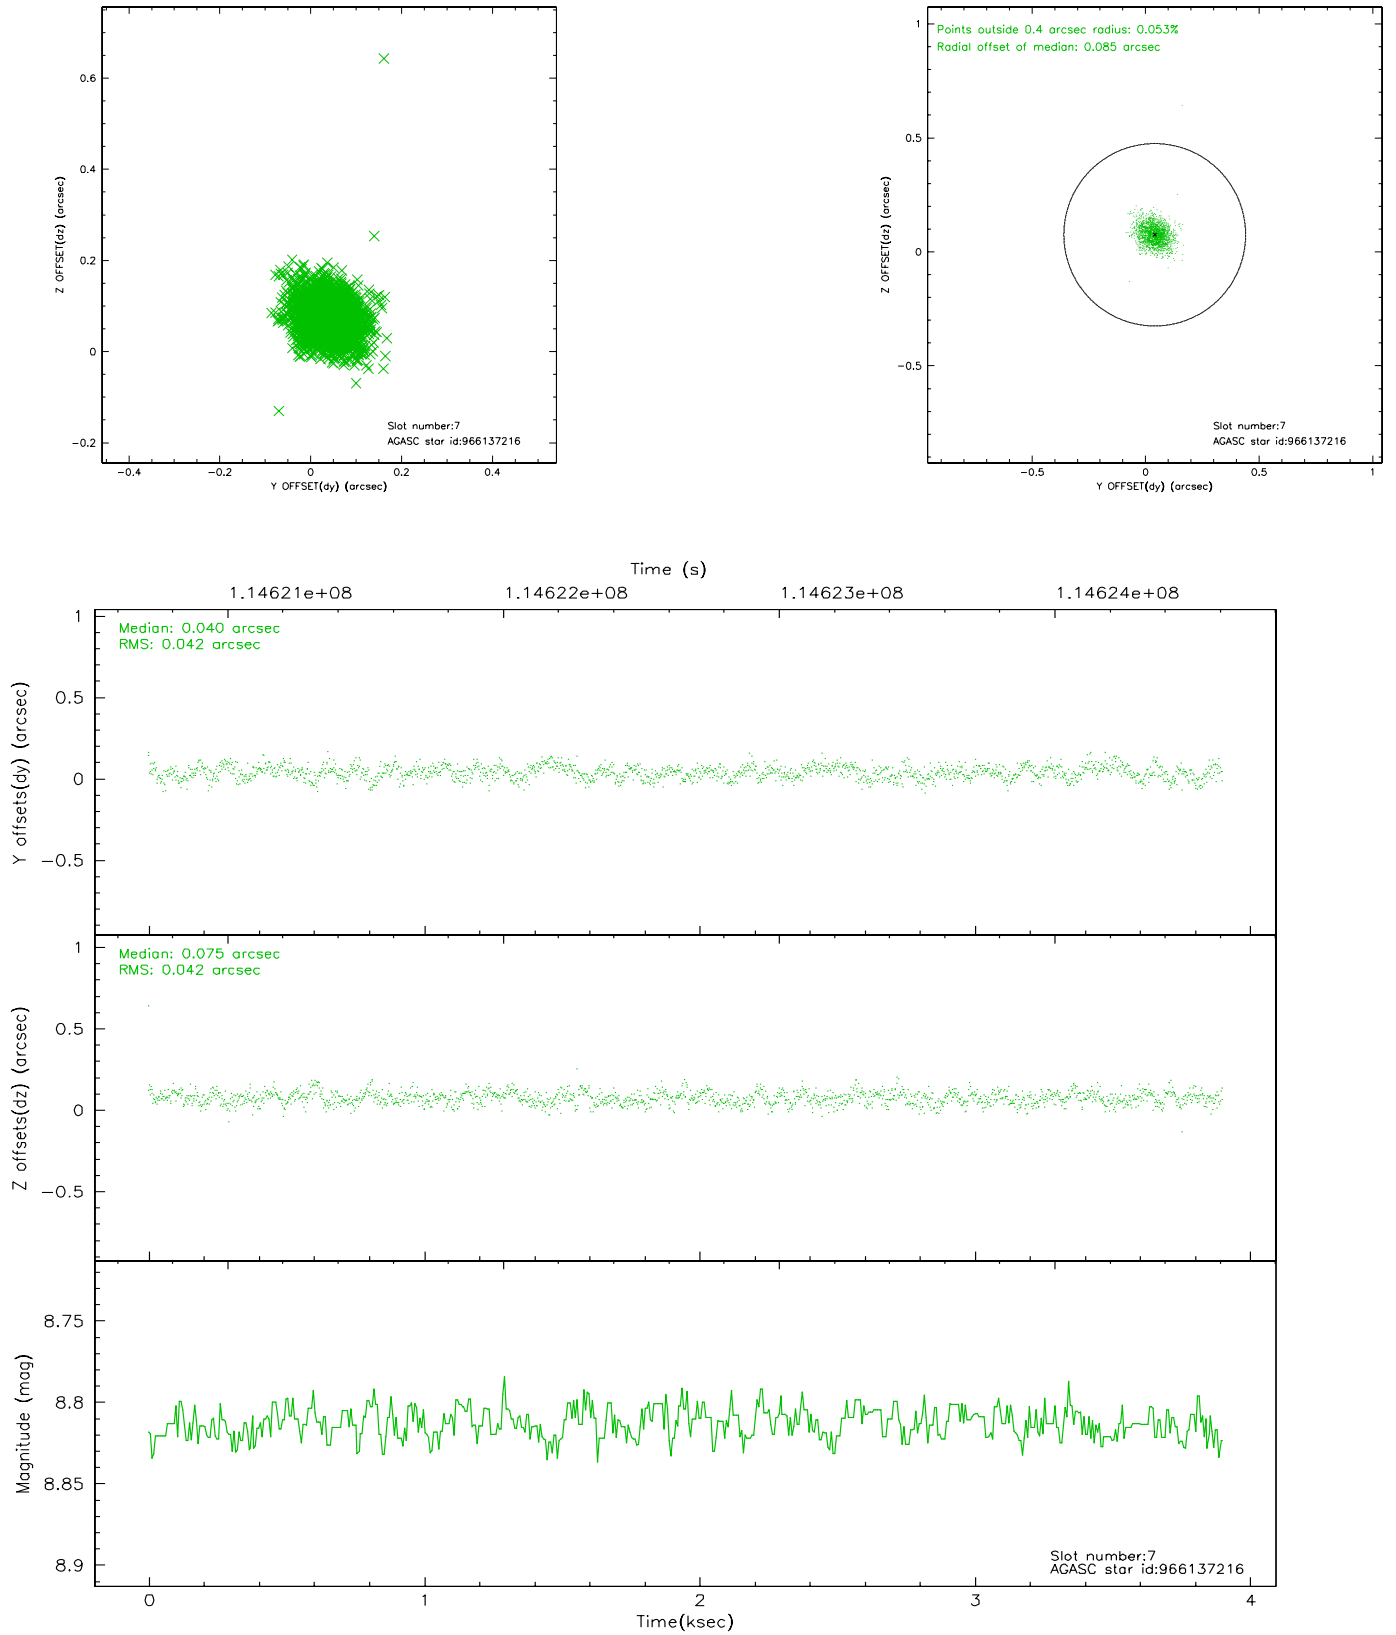 0.6
0.4
0.2
0
−0.2
Z OFFSET(dz) (arcsec)
Slot number:7
AGASC star id:966137216
−0.4 −0.2 0 0.2 0.4
Y OFFSET(dy) (arcsec)
Points outside 0.4 arcsec radius: 0.053%
Radial offset of median: 0.085 arcsec
1
0.5
0
−0.5
Z OFFSET(dz) (arcsec)
Slot number:7
AGASC star id:966137216
−0.5 0 0.5 1
Y OFFSET(dy) (arcsec)
Time (s)
1.14621e+08 1.14622e+08 1.14623e+08 1.14624e+08
Median: 0.040 arcsec
RMS: 0.042 arcsec
1
0.5
0
−0.5
Y offsets(dy) (arcsec)
Median: 0.075 arcsec
RMS: 0.042 arcsec
1
0.5
0
−0.5
Z offsets(dz) (arcsec)
8.75
8.8
8.85
8.9
Magnitude (mag)
Slot number:7
AGASC star id:966137216
0 1 2 3 4
Time(ksec)